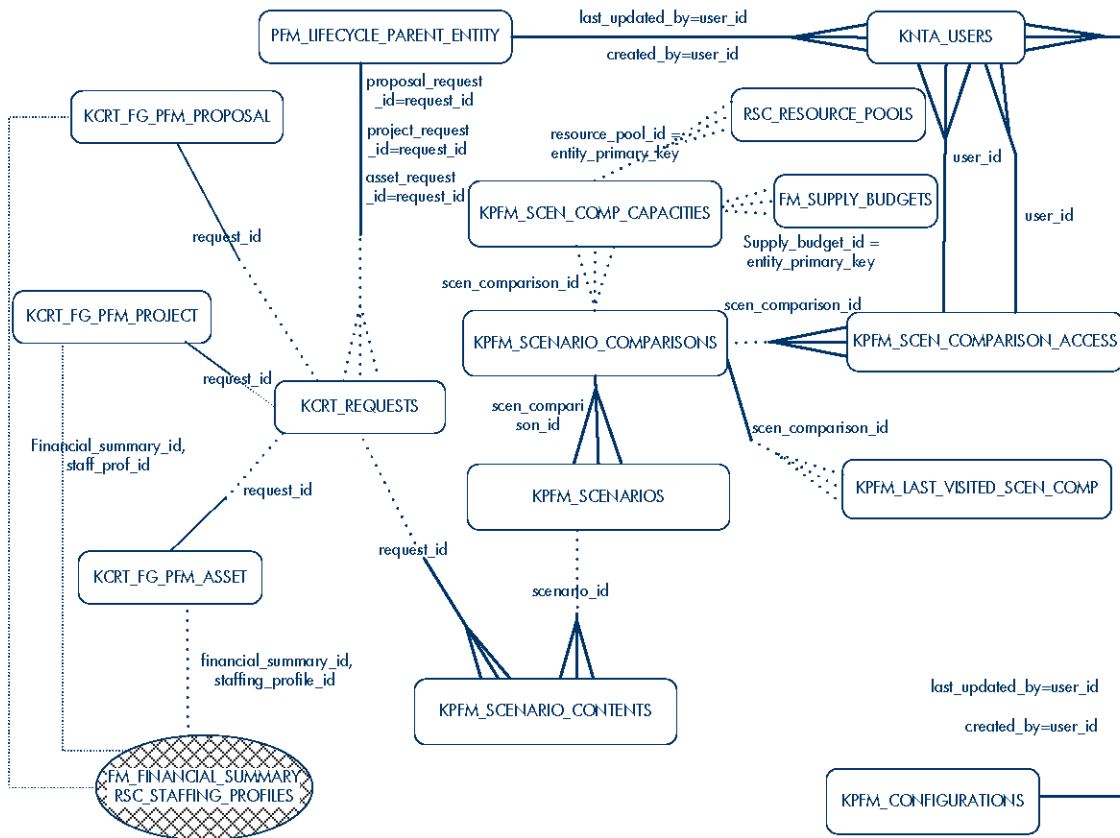 last_updated_by=user_id
PFM_LIFECYCLE_PARENT_ENTITY
KNTA_USERS
created_by=user_id
proposal_request
_id=request_id
KCRT_FG_PFM_PROPOSAL
RSC_RESOURCE_POOLS
project_request
_id=request_id
resource_pool_id =
entity_primary_key
user_id
asset_request
_id=request_id
KPFM_SCEN_COMP_CAPACITIES
FM_SUPPLY_BUDGETS
user_id
request_id
Supply_budget_id =
entity_primary_key
scen_comparison_id
scen_comparison_id
KCRT_FG_PFM_PROJECT
KPFM_SCENARIO_COMPARISONS
KPFM_SCEN_COMPARISON_ACCESS
request_id
KCRT_REQUESTS
scen_compari
son_id
scen_comparison_id
Financial_summary_id,
staff_prof_id
request_id
KPFM_SCENARIOS
KPFM_LAST_VISITED_SCEN_COMP
request_id
KCRT_FG_PFM_ASSET
scenario_id
financial_summary_id,
staffing_profile_id
last_updated_by=user_id
KPFM_SCENARIO_CONTENTS
created_by=user_id
FM_FINANCIAL_SUMMARY
RSC_STAFFING_PROFILES
KPFM_CONFIGURATIONS